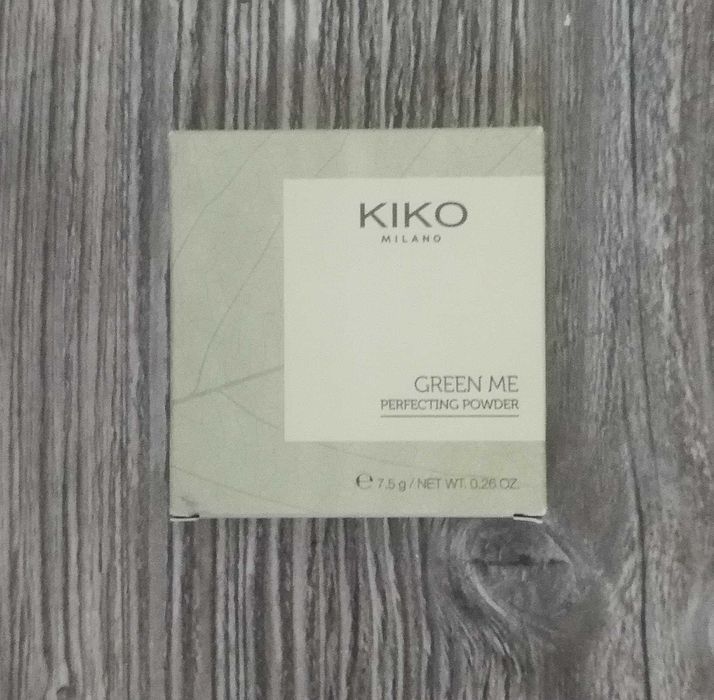 KIKO
MILANO
GREEN ME
PERFECTING POWDER
℮ 7.5 g / NET WT. 0.26 OZ.